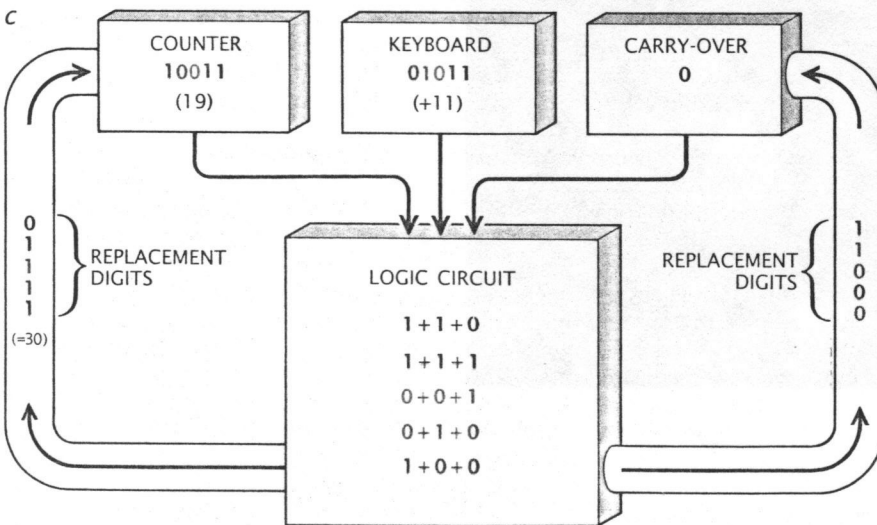 C
COUNTER
10011
(19)
KEYBOARD
01011
(+11)
CARRY-OVER
0
0
1
1
1
1
(=30)
REPLACEMENT
DIGITS
LOGIC CIRCUIT
1+1+0
1+1+1
0+0+1
0+1+0
1+0+0
REPLACEMENT
DIGITS
1
1
0
0
0